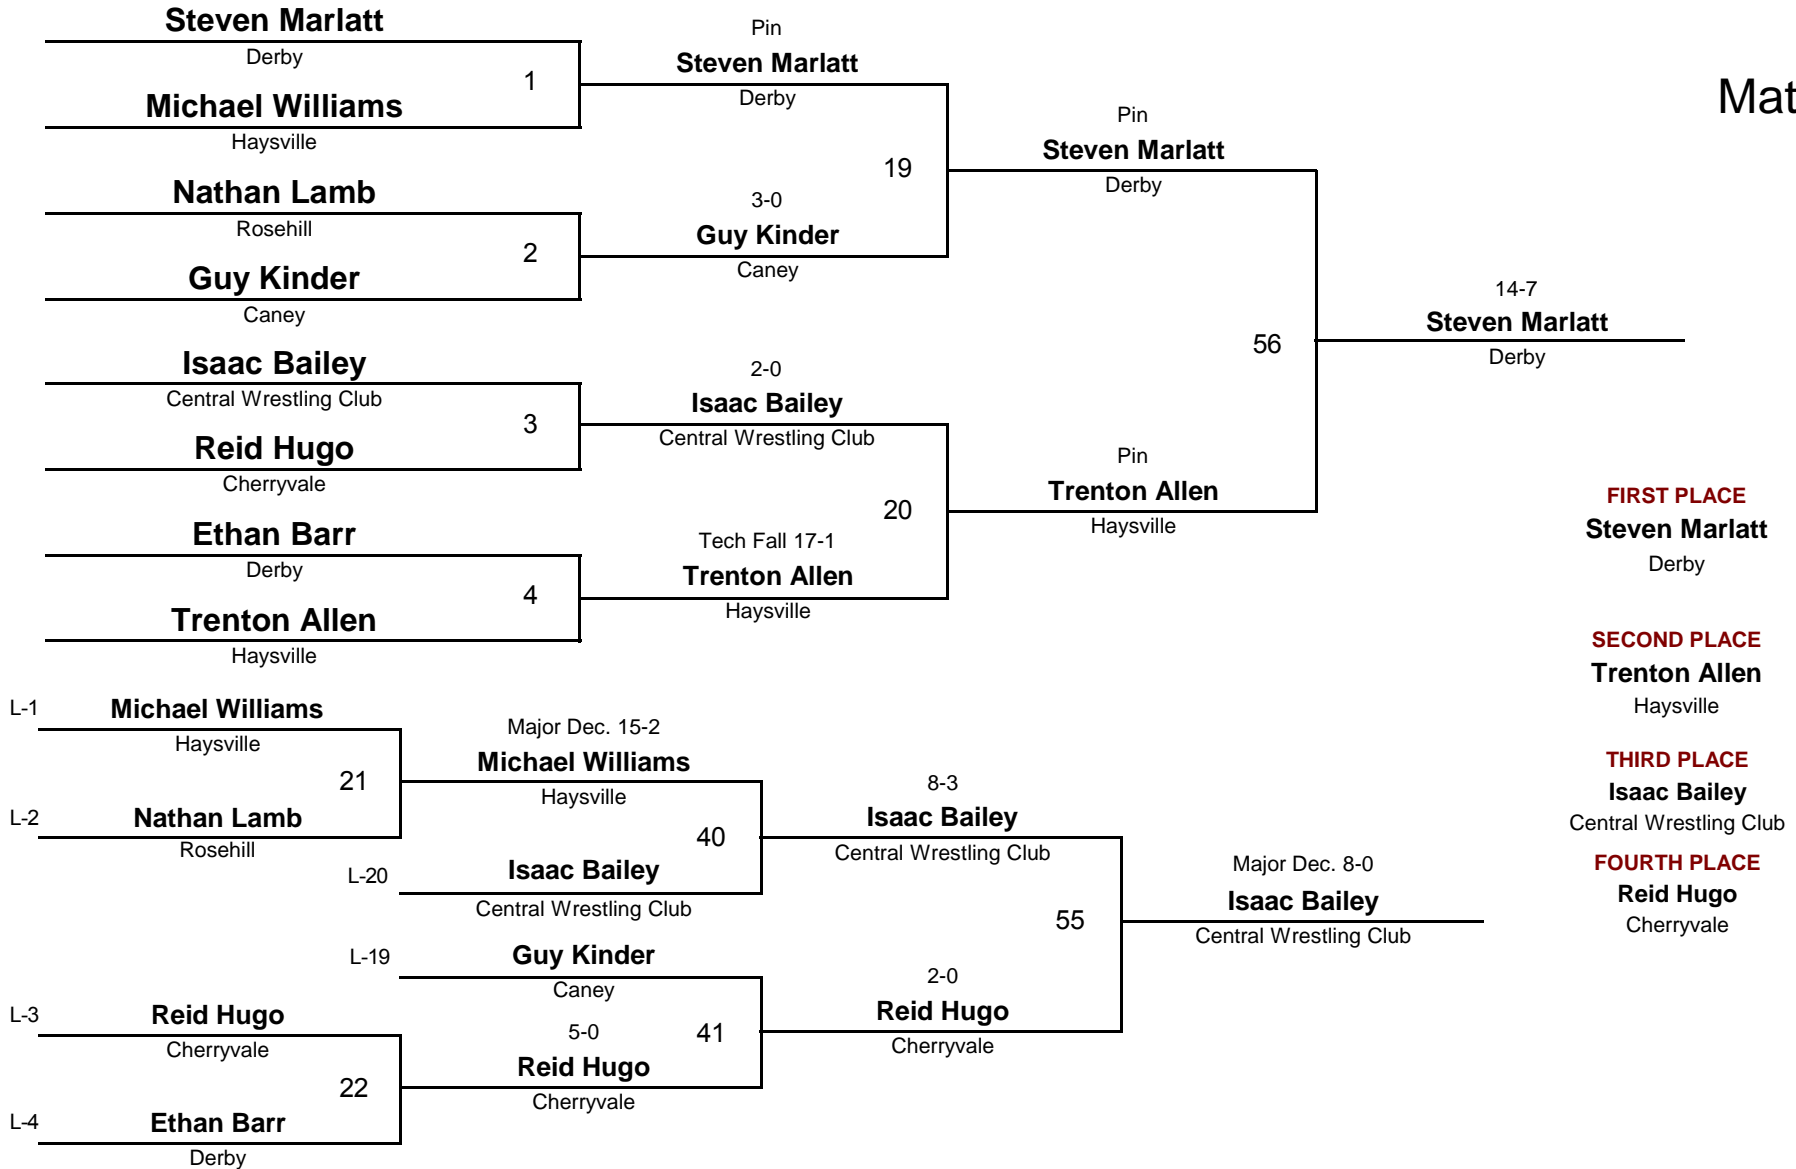 Steven Marlatt
Derby
1
Michael Williams
Haysville
Nathan Lamb
Rosehill
2
Guy Kinder
Caney
Isaac Bailey
Central Wrestling Club
3
Reid Hugo
Cherryvale
Ethan Barr
Derby
4
Trenton Allen
Haysville
Pin
Steven Marlatt
Derby
19
3-0
Guy Kinder
Caney
2-0
Isaac Bailey
Central Wrestling Club
20
Tech Fall 17-1
Trenton Allen
Haysville
Pin
Steven Marlatt
Derby
56
Pin
Trenton Allen
Haysville
14-7
Steven Marlatt
Derby
Mat
FIRST PLACE
Steven Marlatt
Derby
SECOND PLACE
Trenton Allen
Haysville
THIRD PLACE
Isaac Bailey
Central Wrestling Club
FOURTH PLACE
Reid Hugo
Cherryvale
L-1
Michael Williams
Haysville
21
L-2
Nathan Lamb
Rosehill
Major Dec. 15-2
Michael Williams
Haysville
40
L-20
Isaac Bailey
Central Wrestling Club
L-19
Guy Kinder
Caney
41
L-3
Reid Hugo
Cherryvale
22
L-4
Ethan Barr
Derby
5-0
Reid Hugo
Cherryvale
8-3
Isaac Bailey
Central Wrestling Club
55
2-0
Reid Hugo
Cherryvale
Major Dec. 8-0
Isaac Bailey
Central Wrestling Club